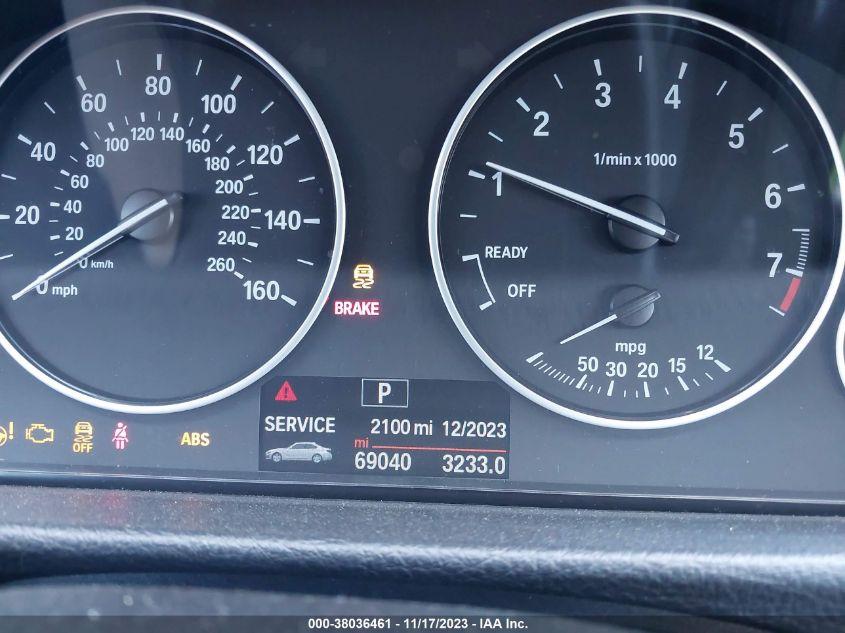 20 40 60 80 100 120 140 160
20 40 60 80 100 120 140 160 180 200 220 240 260
0 km/h
0 mph
1 2 3 4 5 6 7
1/min x 1000
READY
OFF
mpg
50 30 20 15 12
BRAKE
!
OFF
ABS
P
SERVICE 2100 mi 12/2023
mi
69040 3233.0
000-38036461 - 11/17/2023 - IAA Inc.